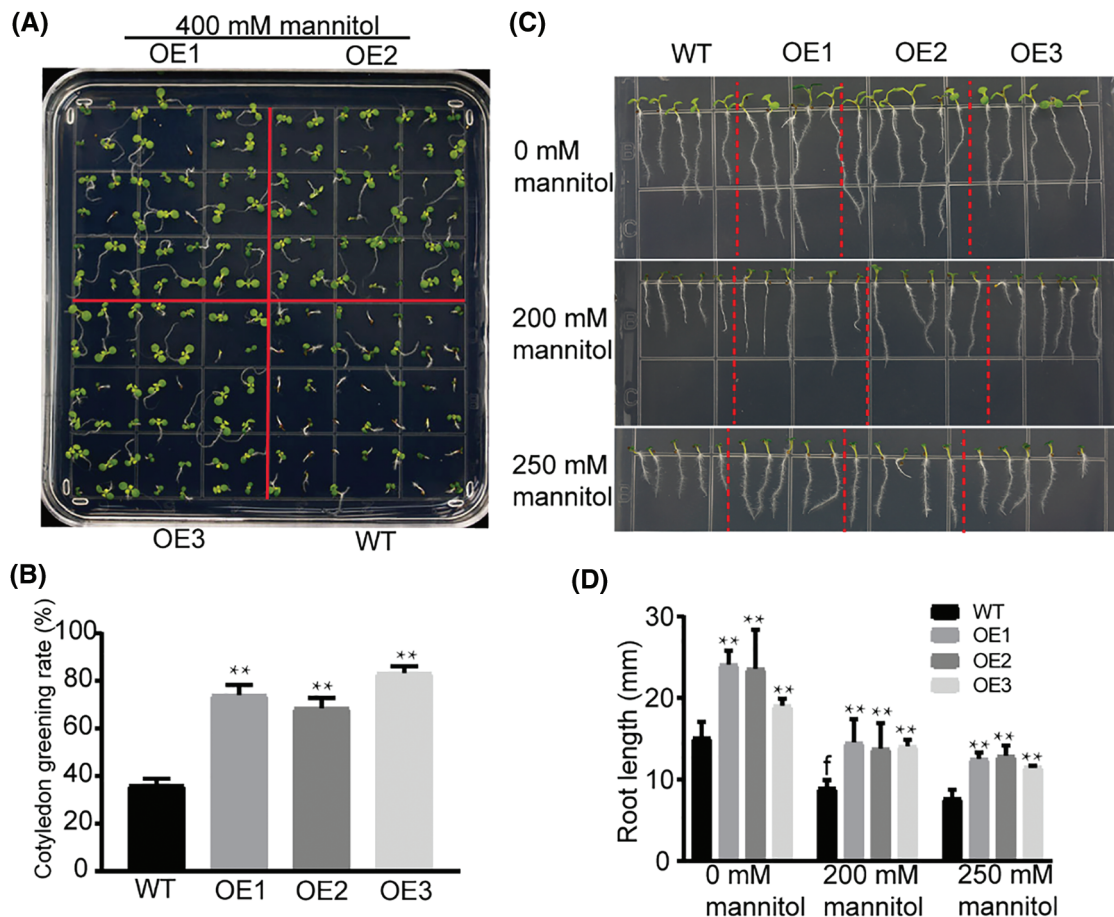 (A)
400 mM mannitol
OE1 OE2
OE3 WT
(B)
Cotyledon greening rate (%)
100
80
60
40
20
0
WT OE1 OE2 OE3
** ** **
(C)
WT OE1 OE2 OE3
0 mM
mannitol
B
C
200 mM
mannitol
B
C
250 mM
mannitol
B
(D)
Root length (mm)
30
20
10
0
WT
OE1
OE2
OE3
** ** **
f ** ** **
** ** **
0 mM
mannitol
200 mM
mannitol
250 mM
mannitol